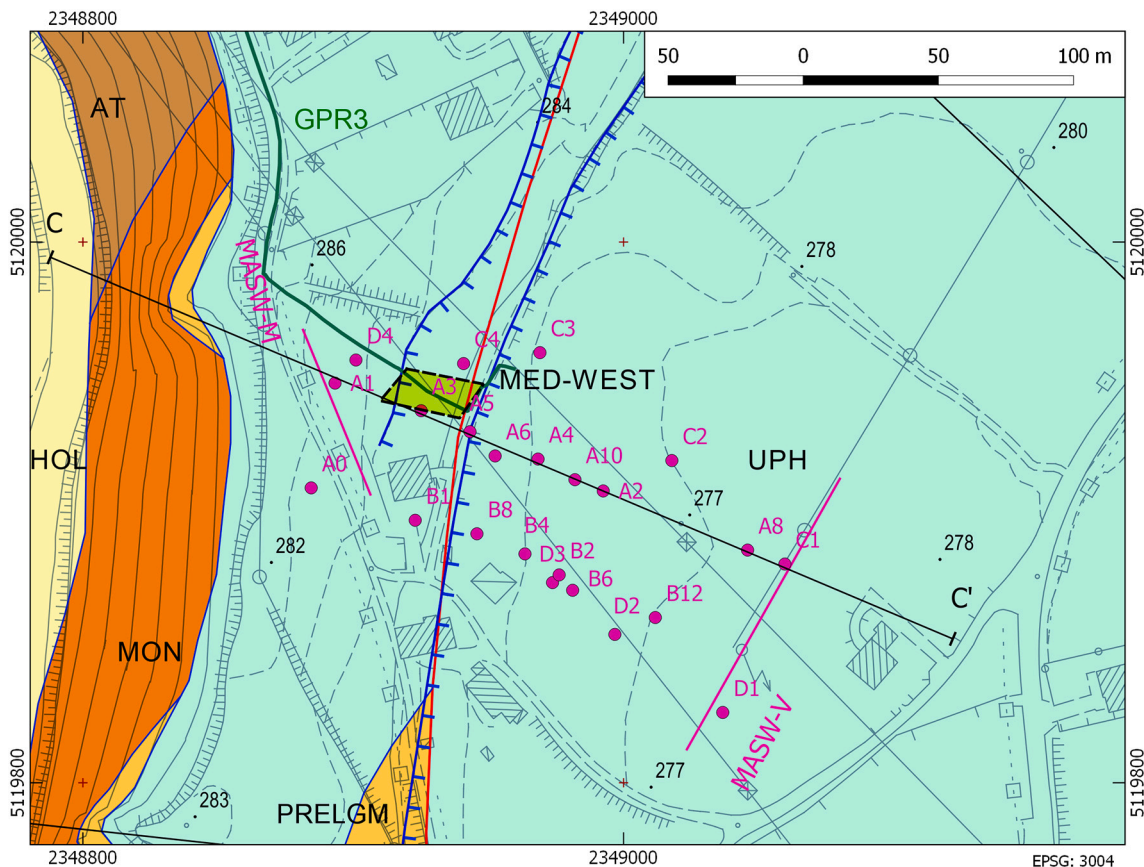 2348800
2349000
50
0
50
100 m
AT
GPR3
284
280
C
5120000
5120000
286
278
MASW-M
D4
C4
C3
A1
A3
MED-WEST
A5
A6
A4
C2
HOL
A0
A10
UPH
A2
277
B1
B8
B4
A8
C1
278
282
D3
B2
B6
C'
D2
B12
MON
D1
MASW-V
277
283
PRELGM
5119800
5119800
2348800
2349000
EPSG: 3004